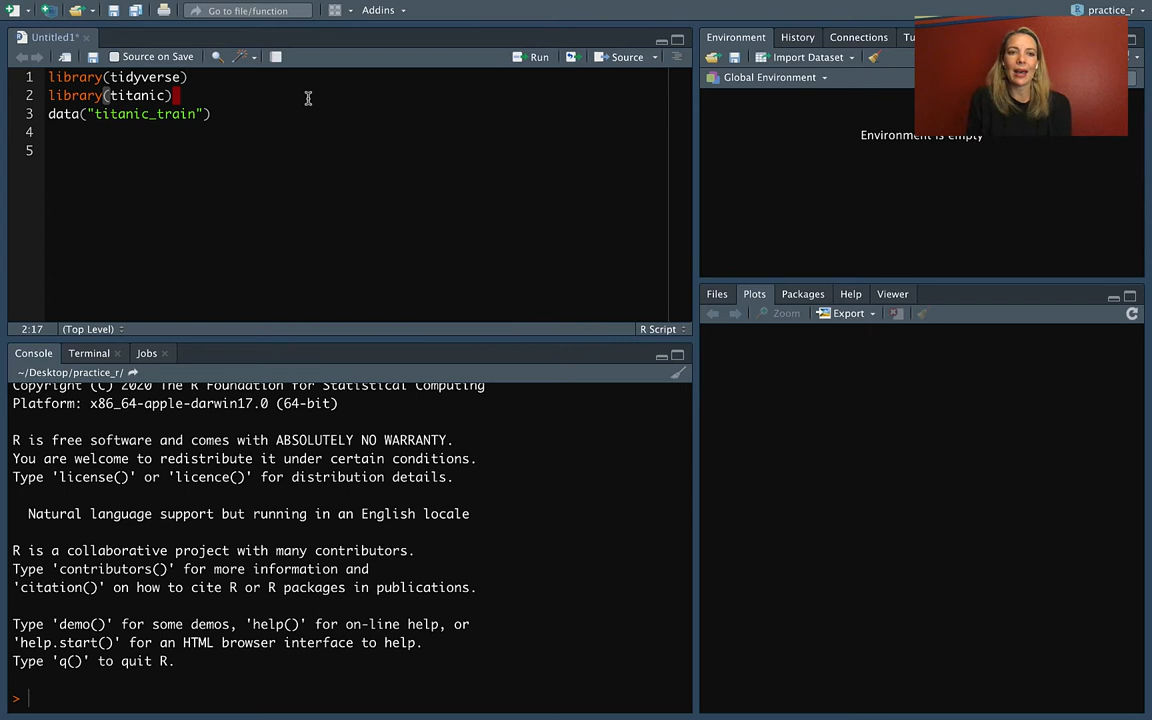 Go to file/function
Addins
practice_r
Untitled1*
Source on Save
Run
Source
1 library(tidyverse)
2 library(titanic)
3 data("titanic_train")
4
5
2:17
(Top Level)
R Script
Console
Terminal
Jobs
~/Desktop/practice_r/
Copyright (C) 2020 The R Foundation for Statistical Computing
Platform: x86_64-apple-darwin17.0 (64-bit)
R is free software and comes with ABSOLUTELY NO WARRANTY.
You are welcome to redistribute it under certain conditions.
Type 'license()' or 'licence()' for distribution details.
Natural language support but running in an English locale
R is a collaborative project with many contributors.
Type 'contributors()' for more information and
'citation()' on how to cite R or R packages in publications.
Type 'demo()' for some demos, 'help()' for on-line help, or
'help.start()' for an HTML browser interface to help.
Type 'q()' to quit R.
>
Environment
History
Connections
Tu
Import Dataset
Global Environment
Environment is empty
Files
Plots
Packages
Help
Viewer
Zoom
Export